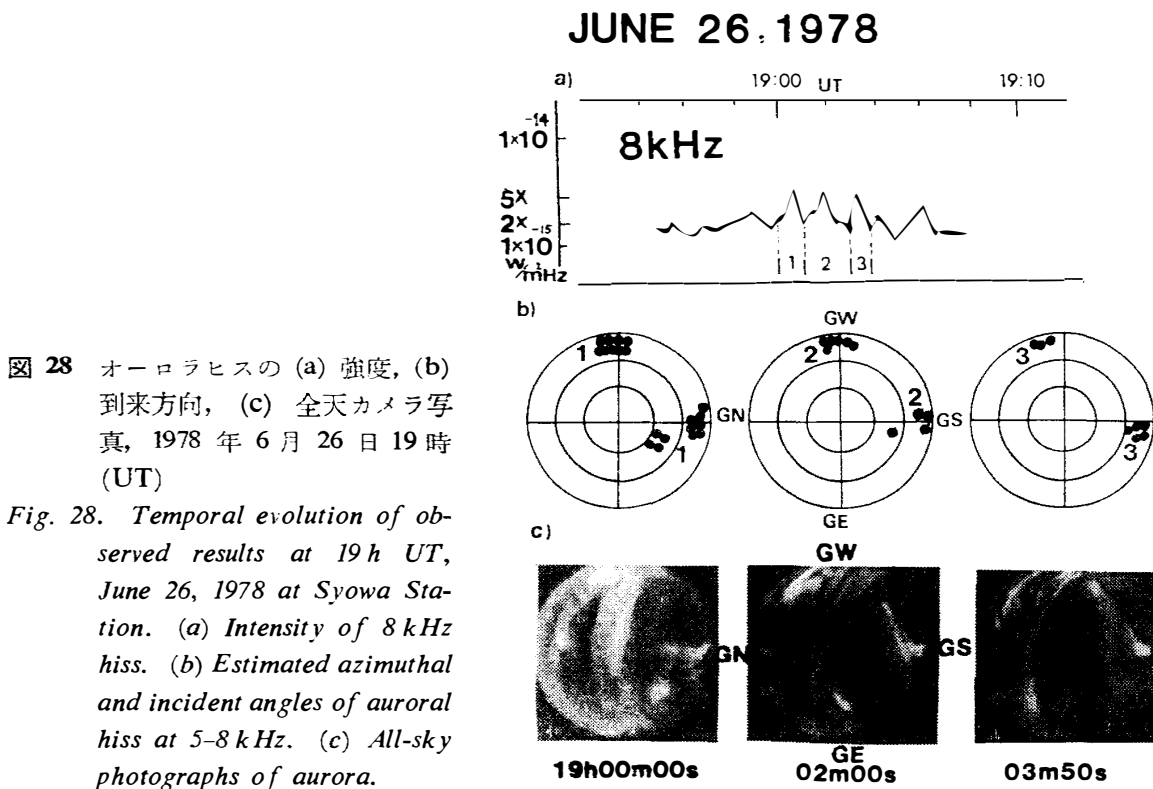 JUNE 26.1978
a)
19:00 UT 19:10
1×10⁻¹⁴
8kHz
5×
2×
1×10⁻¹⁵
W/m²Hz
1 2 3
b)
GW
1 2 3
GN 2 GS
1 3
GE
図 28 オーロラヒスの (a) 強度, (b)
到来方向, (c) 全天カメラ写
真, 1978 年 6 月 26 日 19 時
(UT)
Fig. 28. Temporal evolution of ob-
served results at 19 h UT,
June 26, 1978 at Syowa Sta-
tion. (a) Intensity of 8 kHz
hiss. (b) Estimated azimuthal
and incident angles of auroral
hiss at 5–8 kHz. (c) All-sky
photographs of aurora.
c)
GW
GN GS
GE
19h00m00s 02m00s 03m50s